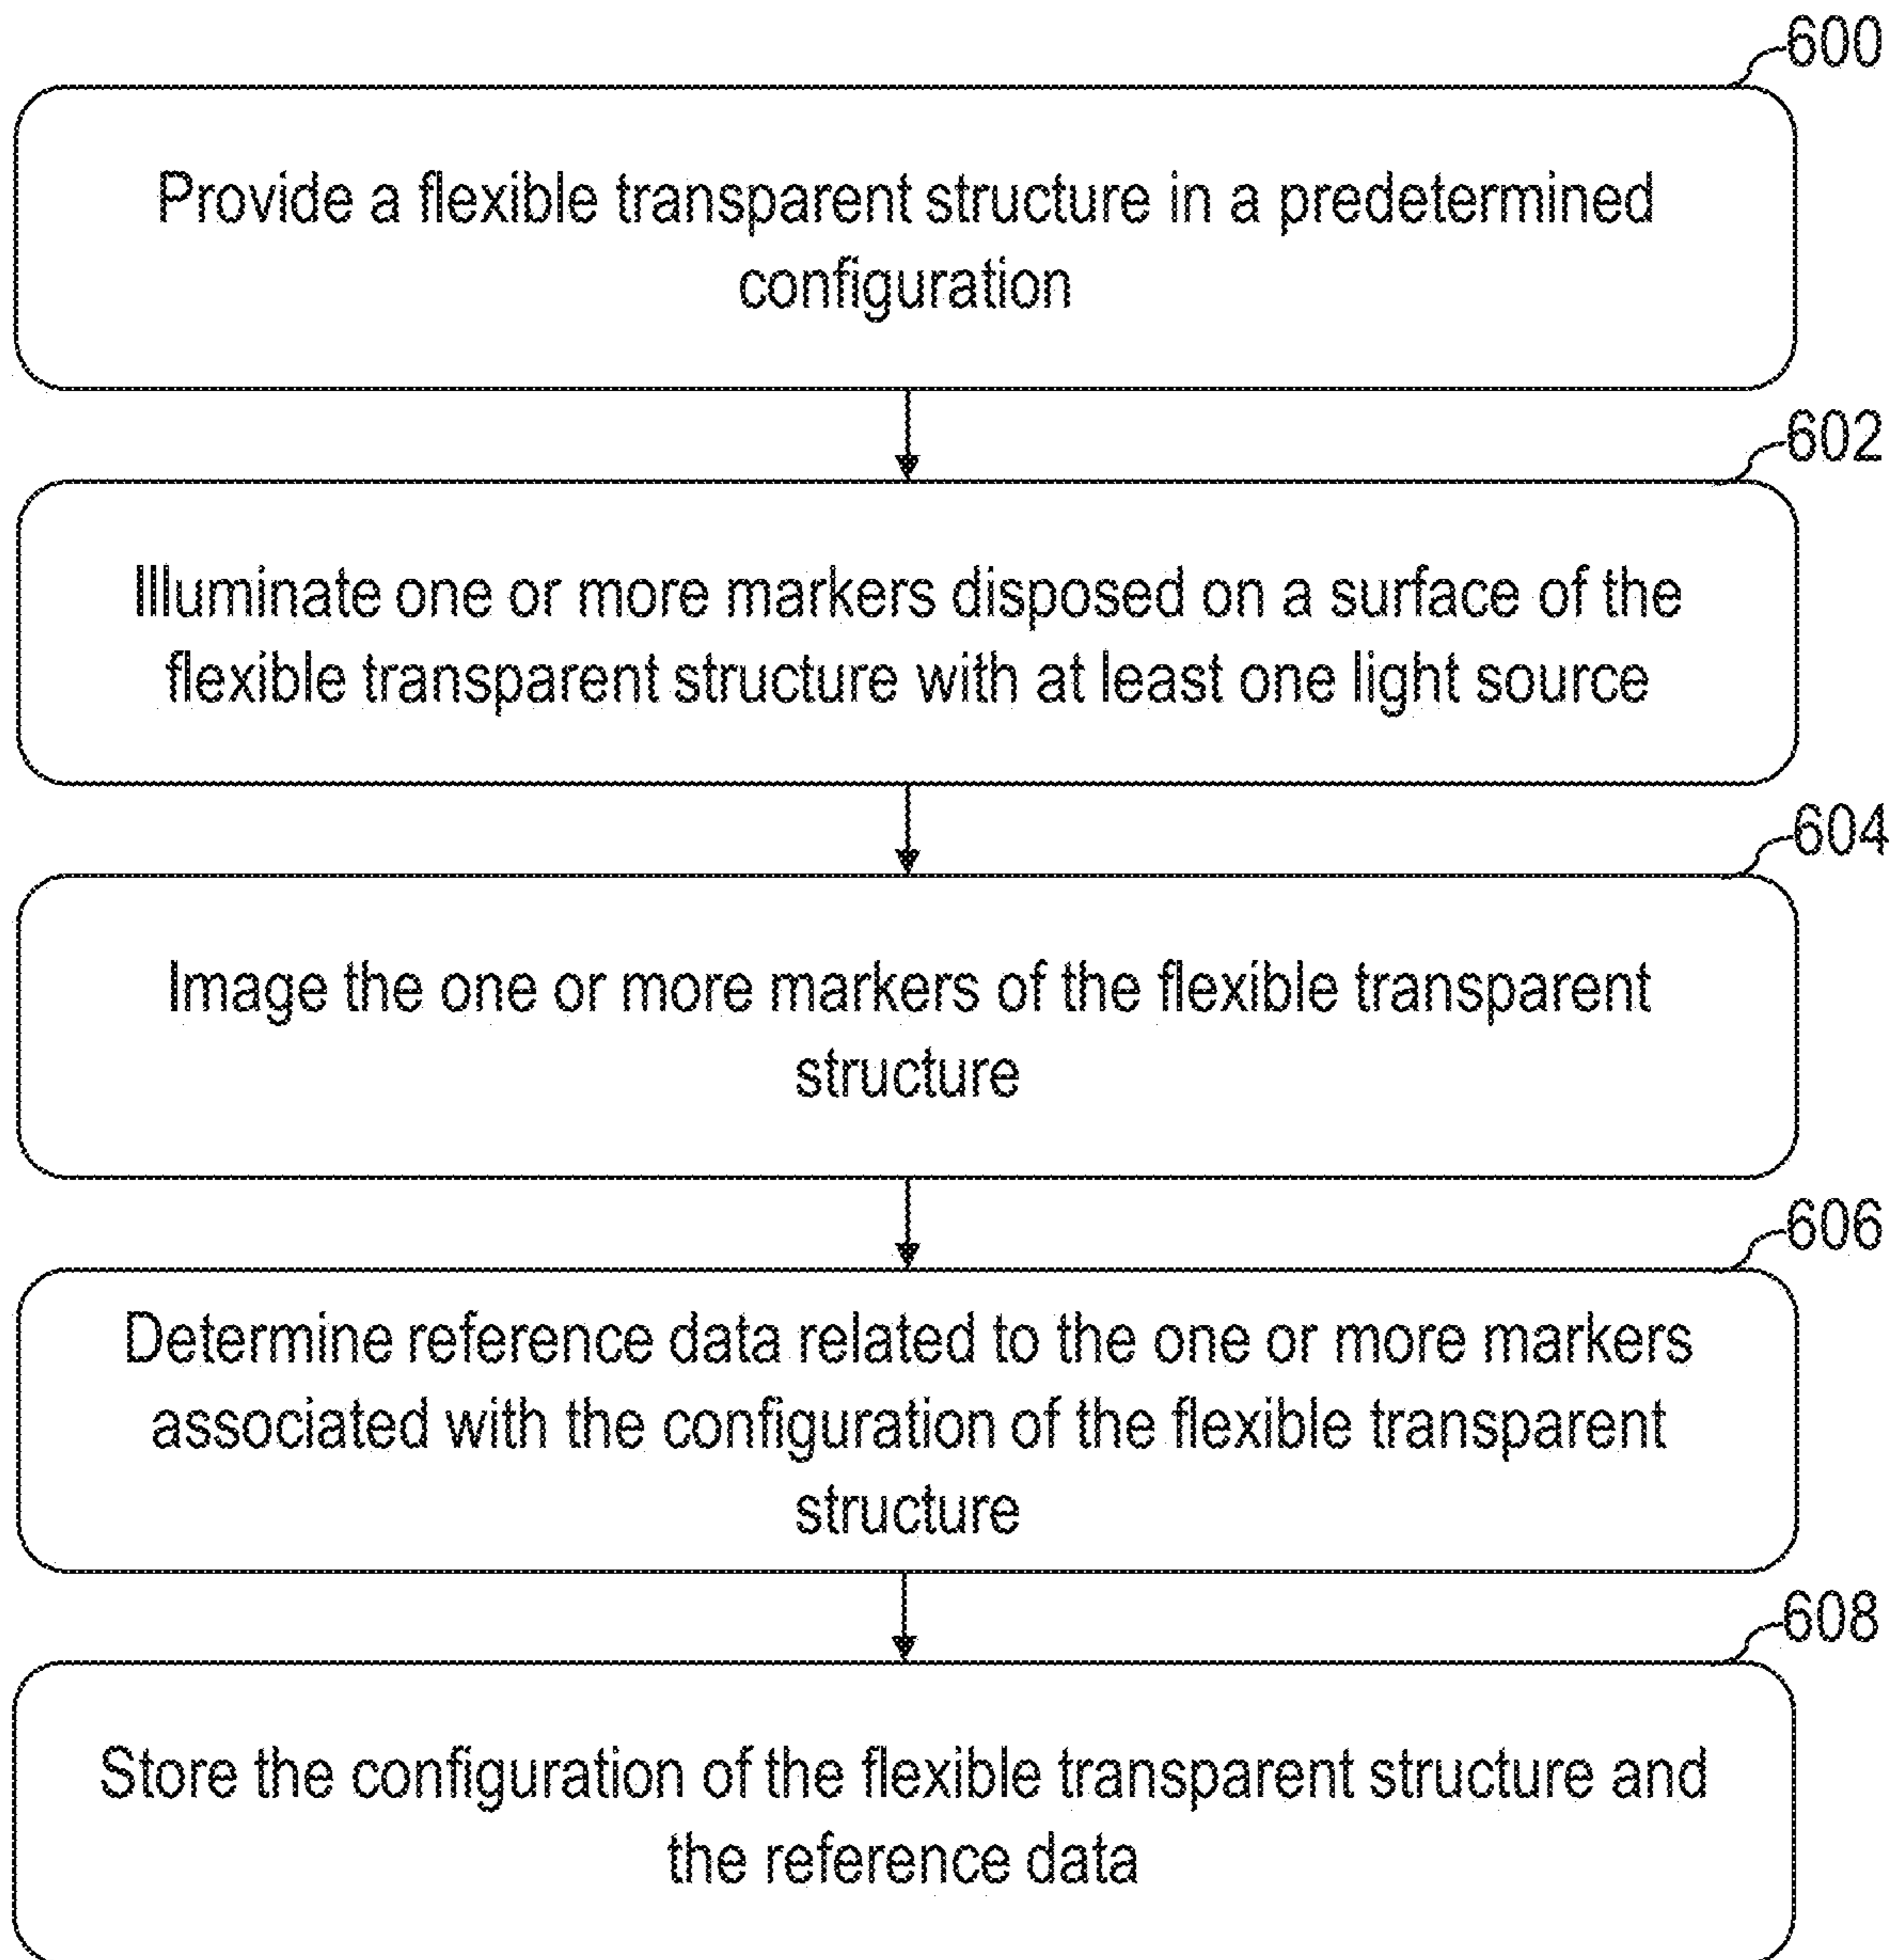 600
Provide a flexible transparent structure in a predetermined
configuration
602
Illuminate one or more markers disposed on a surface of the
flexible transparent structure with at least one light source
604
Image the one or more markers of the flexible transparent
structure
606
Determine reference data related to the one or more markers
associated with the configuration of the flexible transparent
structure
608
Store the configuration of the flexible transparent structure and
the reference data